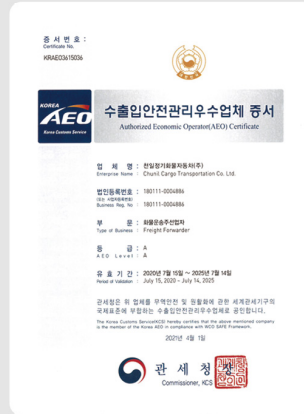 증 서 번 호 :
Certificate No.
KRAEO3615036
KOREA
AEO
Korea Customs Service
수출입안전관리우수업체 증서
Authorized Economic Operator(AEO) Certificate
업 체 명 : 천일정기화물자동차(주)
Enterprise Name : Chunil Cargo Transportation Co. Ltd.
법인등록번호 : 180111-0004886
(또는 사업자등록번호)
Business Reg. No : 180111-0004886
부 문 : 화물운송주선업자
Type of Business : Freight Forwarder
등 급 : A
AEO Level : A
유 효 기 간 : 2020년 7월 15일 ~ 2025년 7월 14일
Period of Validation : July 15, 2020 - July 14, 2025
관세청은 위 업체를 무역안전 및 원활화에 관한 세계관세기구의
국제표준에 부합하는 수출입안전관리우수업체로 공인합니다.
The Korea Customs Service(KCS) hereby certifies that the above mentioned company
is the member of the Korea AEO in compliance with WCO SAFE Framework.
2021년 4월 1일
관 세 청 장
Commissioner, KCS